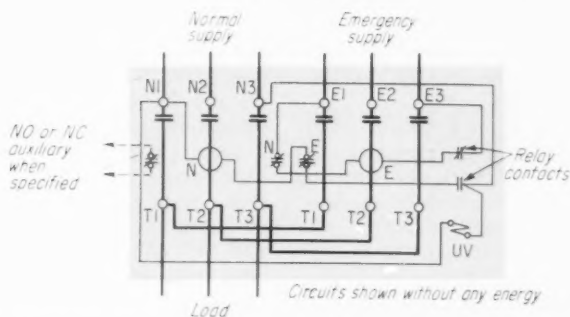 Normal
supply
Emergency
supply
N1 N2 N3 E1 E2 E3
NO or NC
auxiliary
when
specified
N N E E
Relay
contacts
T1 T2 T3 T1 T2 T3
UV
Load
Circuits shown without any energy